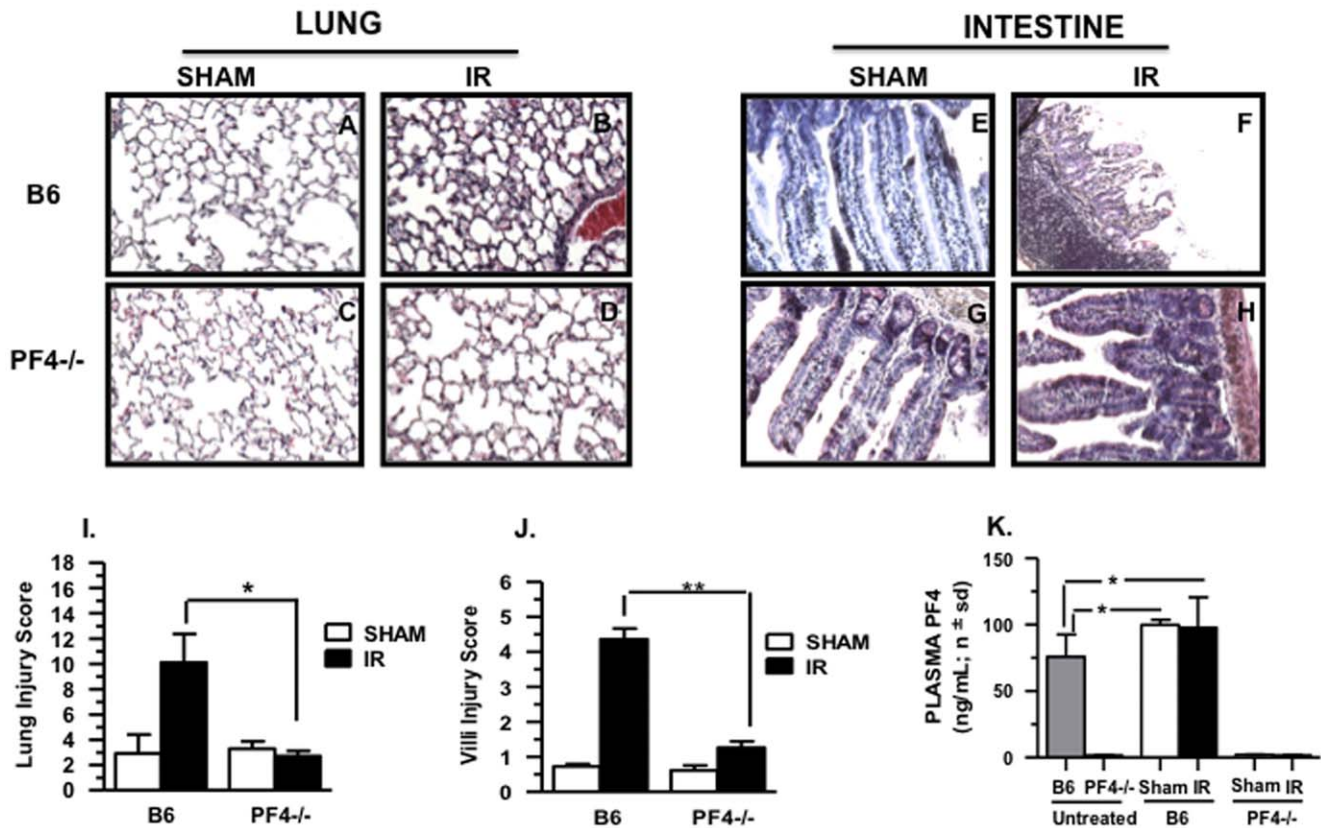 LUNG
INTESTINE
SHAM IR
SHAM IR
B6
A
B
E
F
PF4-/-
C
D
G
H
I.
Lung Injury Score
18
16
14
12
10
8
6
4
2
0
*
SHAM
IR
B6 PF4-/-
J.
Villi Injury Score
6
5
4
3
2
1
0
**
SHAM
IR
B6 PF4-/-
K.
PLASMA PF4
(ng/mL; n ± sd)
150
100
50
0
*
*
B6 PF4-/- Sham IR Sham IR
Untreated B6 PF4-/-